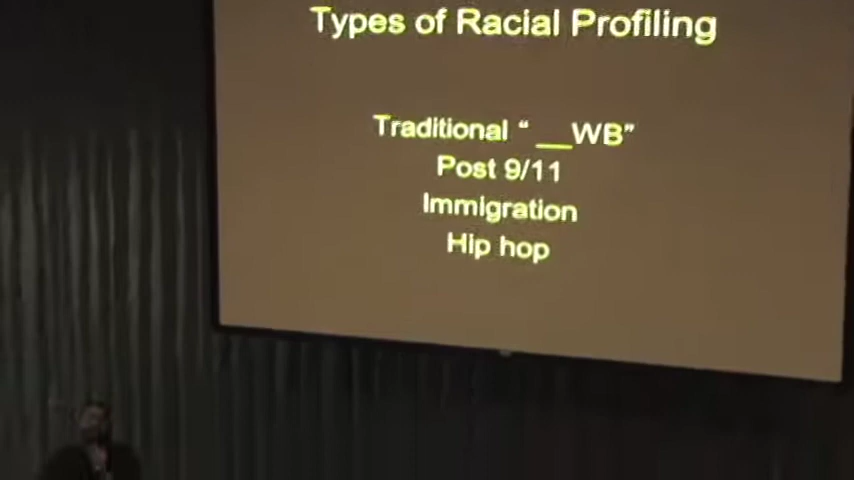 Types of Racial Profiling
Traditional “ __WB”
Post 9/11
Immigration
Hip hop